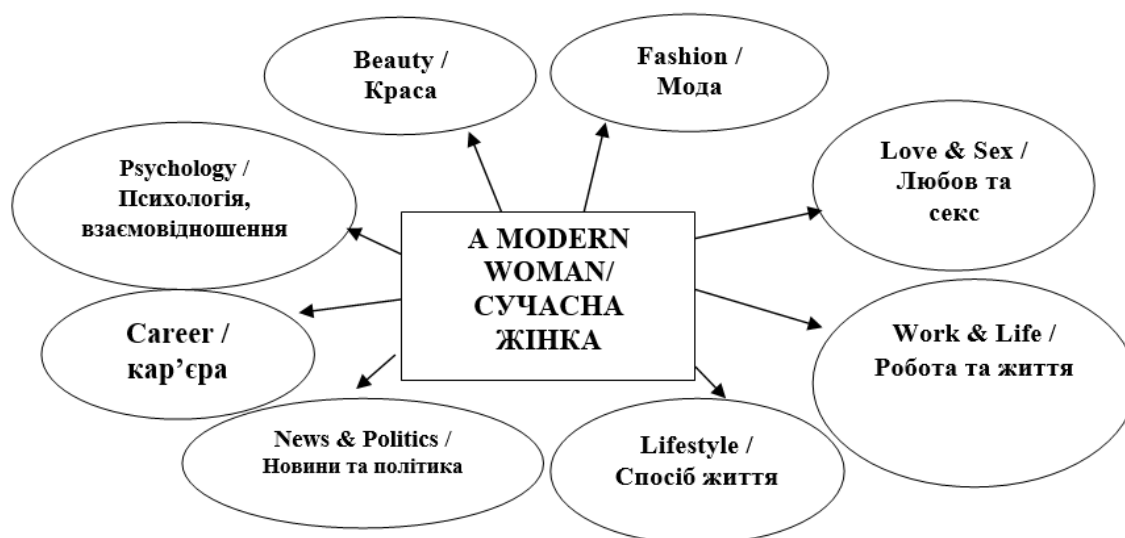 Beauty /
Краса
Fashion /
Мода
Psychology /
Психологія,
взаємовідношення
Love & Sex /
Любов та
секс
A MODERN
WOMAN/
СУЧАСНА
ЖІНКА
Career /
кар’єра
Work & Life /
Робота та життя
News & Politics /
Новини та політика
Lifestyle /
Спосіб життя